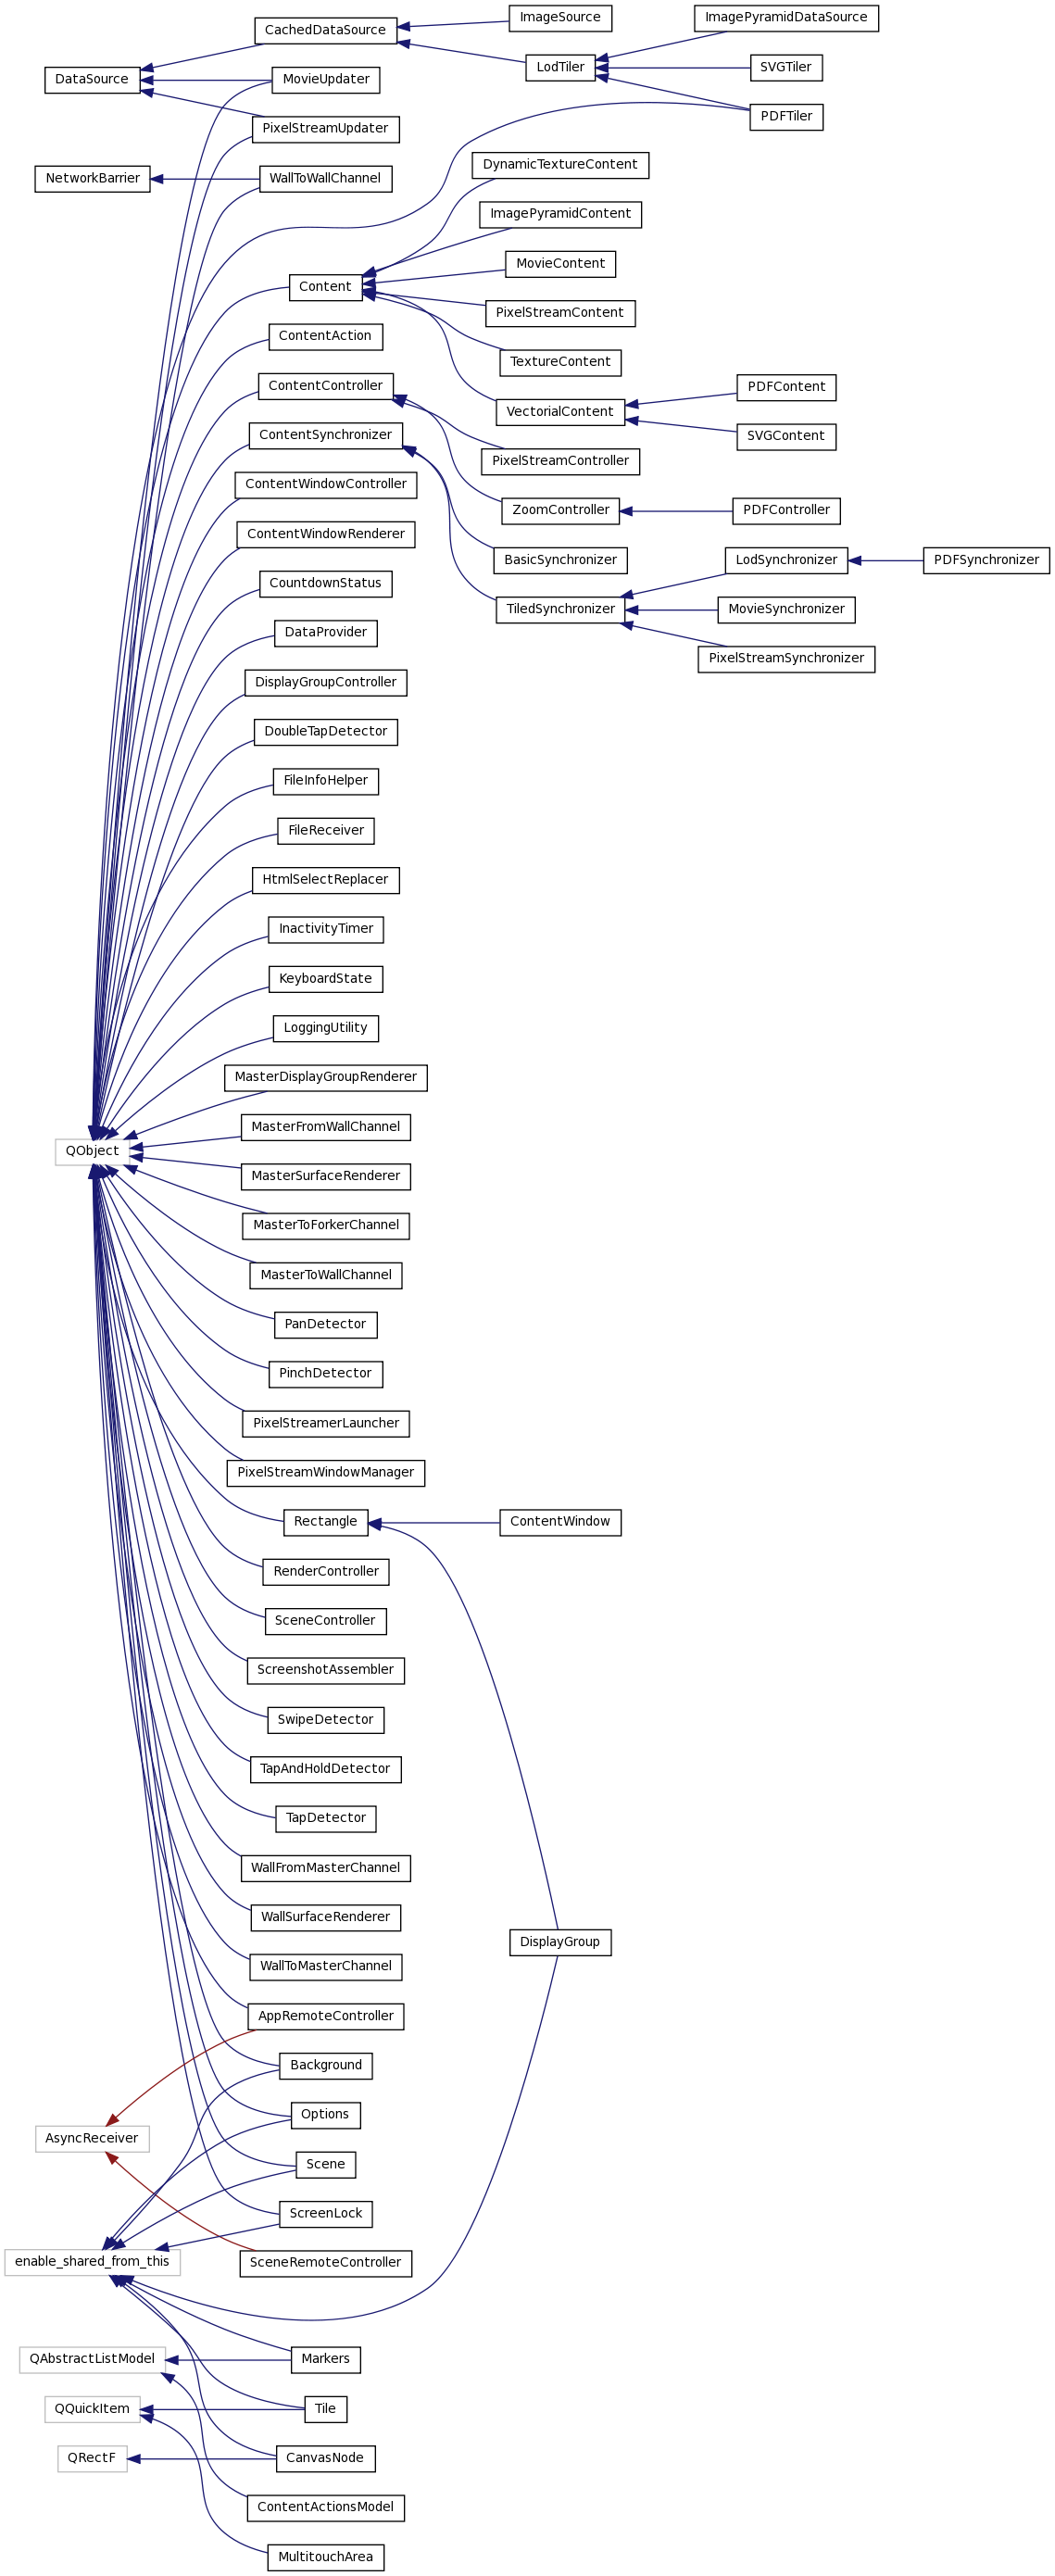 ImageSource
ImagePyramidDataSource
CachedDataSource
LodTiler
SVGTiler
DataSource
MovieUpdater
PDFTiler
PixelStreamUpdater
DynamicTextureContent
NetworkBarrier
WallToWallChannel
ImagePyramidContent
MovieContent
Content
PixelStreamContent
ContentAction
TextureContent
ContentController
PDFContent
VectorialContent
ContentSynchronizer
SVGContent
PixelStreamController
ContentWindowController
ZoomController
PDFController
ContentWindowRenderer
BasicSynchronizer
LodSynchronizer
PDFSynchronizer
CountdownStatus
TiledSynchronizer
MovieSynchronizer
DataProvider
PixelStreamSynchronizer
DisplayGroupController
DoubleTapDetector
FileInfoHelper
FileReceiver
HtmlSelectReplacer
InactivityTimer
KeyboardState
LoggingUtility
MasterDisplayGroupRenderer
MasterFromWallChannel
QObject
MasterSurfaceRenderer
MasterToForkerChannel
MasterToWallChannel
PanDetector
PinchDetector
PixelStreamerLauncher
PixelStreamWindowManager
Rectangle
ContentWindow
RenderController
SceneController
ScreenshotAssembler
SwipeDetector
TapAndHoldDetector
TapDetector
WallFromMasterChannel
WallSurfaceRenderer
DisplayGroup
WallToMasterChannel
AppRemoteController
Background
Options
AsyncReceiver
Scene
ScreenLock
enable_shared_from_this
SceneRemoteController
QAbstractListModel
Markers
QQuickItem
Tile
QRectF
CanvasNode
ContentActionsModel
MultitouchArea